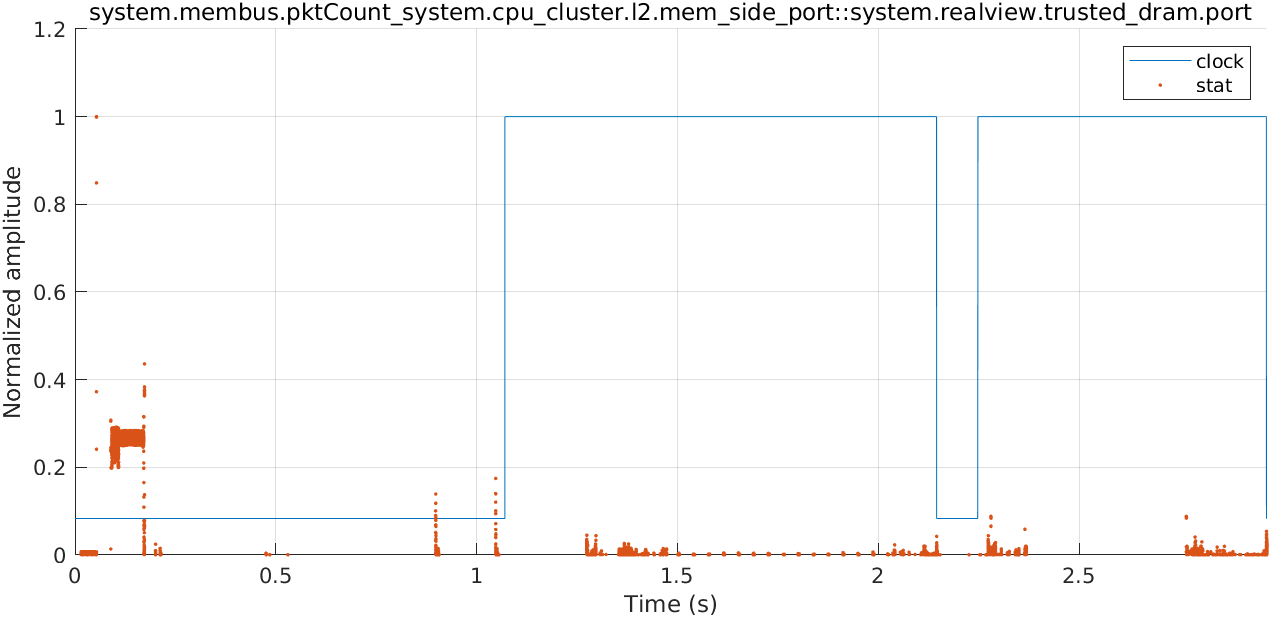 system.membus.pktCount_system.cpu_cluster.l2.mem_side_port::system.realview.trusted_dram.port
clock
stat
Normalized amplitude
1.2
1
0.8
0.6
0.4
0.2
0
0 0.5 1 1.5 2 2.5
Time (s)